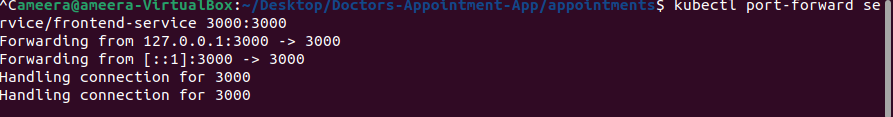 ^Cameera@ameera-VirtualBox:~/Desktop/Doctors-Appointment-App/appointments$ kubectl port-forward se
rvice/frontend-service 3000:3000
Forwarding from 127.0.0.1:3000 -> 3000
Forwarding from [::1]:3000 -> 3000
Handling connection for 3000
Handling connection for 3000